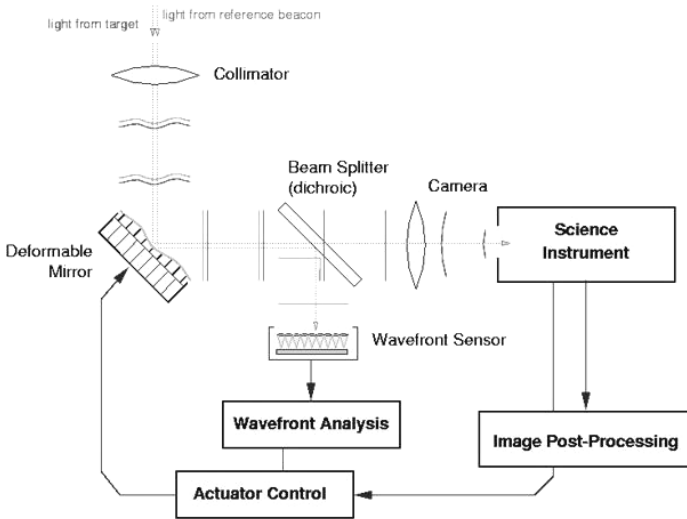 light from reference beacon
light from target
Collimator
Beam Splitter
(dichroic)
Camera
Science
Instrument
Deformable
Mirror
Wavefront Sensor
Wavefront Analysis
Image Post-Processing
Actuator Control